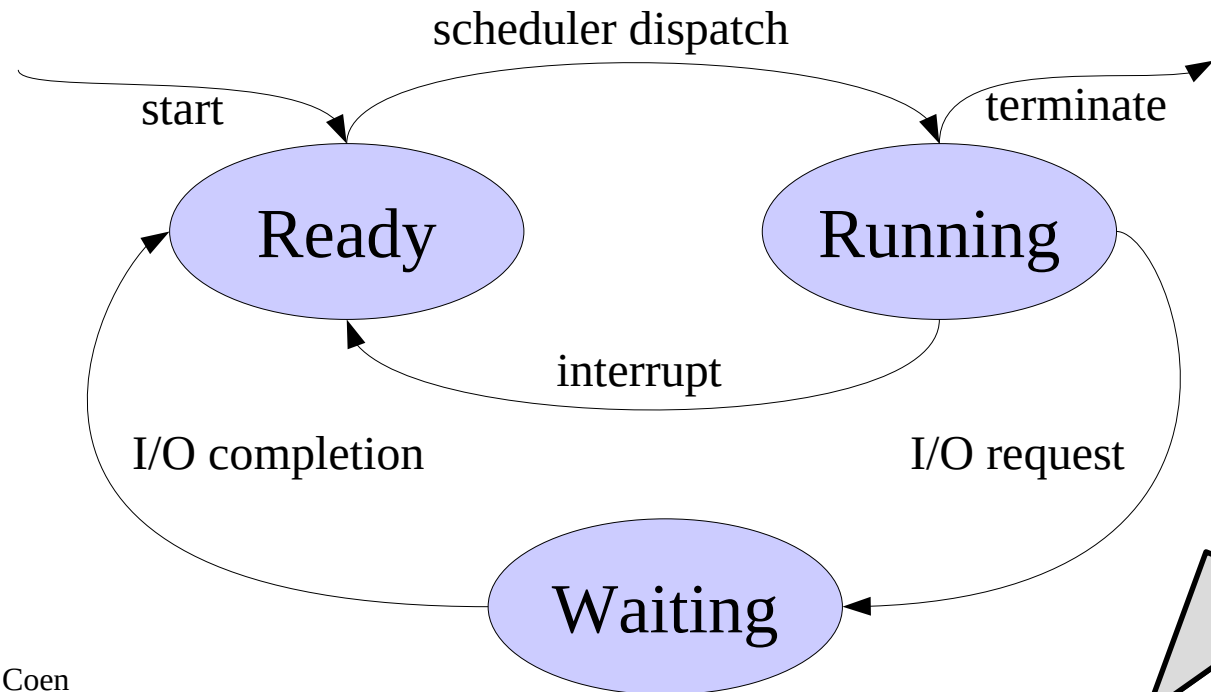 scheduler dispatch
start
terminate
Ready
Running
interrupt
I/O completion
I/O request
Waiting
Coen